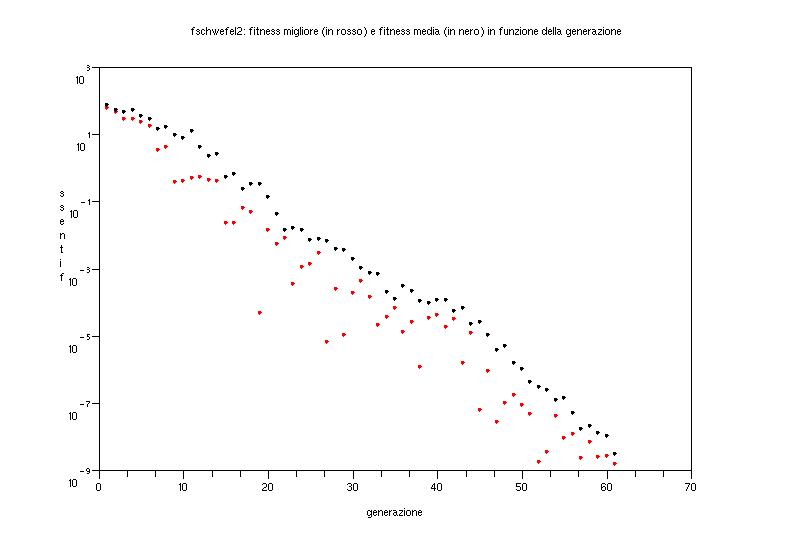 fschwefel2: fitness migliore (in rosso) e fitness media (in nero) in funzione della generazione
10 3
10 1
10 -1
10 -3
10 -5
10 -7
10 -9
ssentif
0 10 20 30 40 50 60 70
generazione